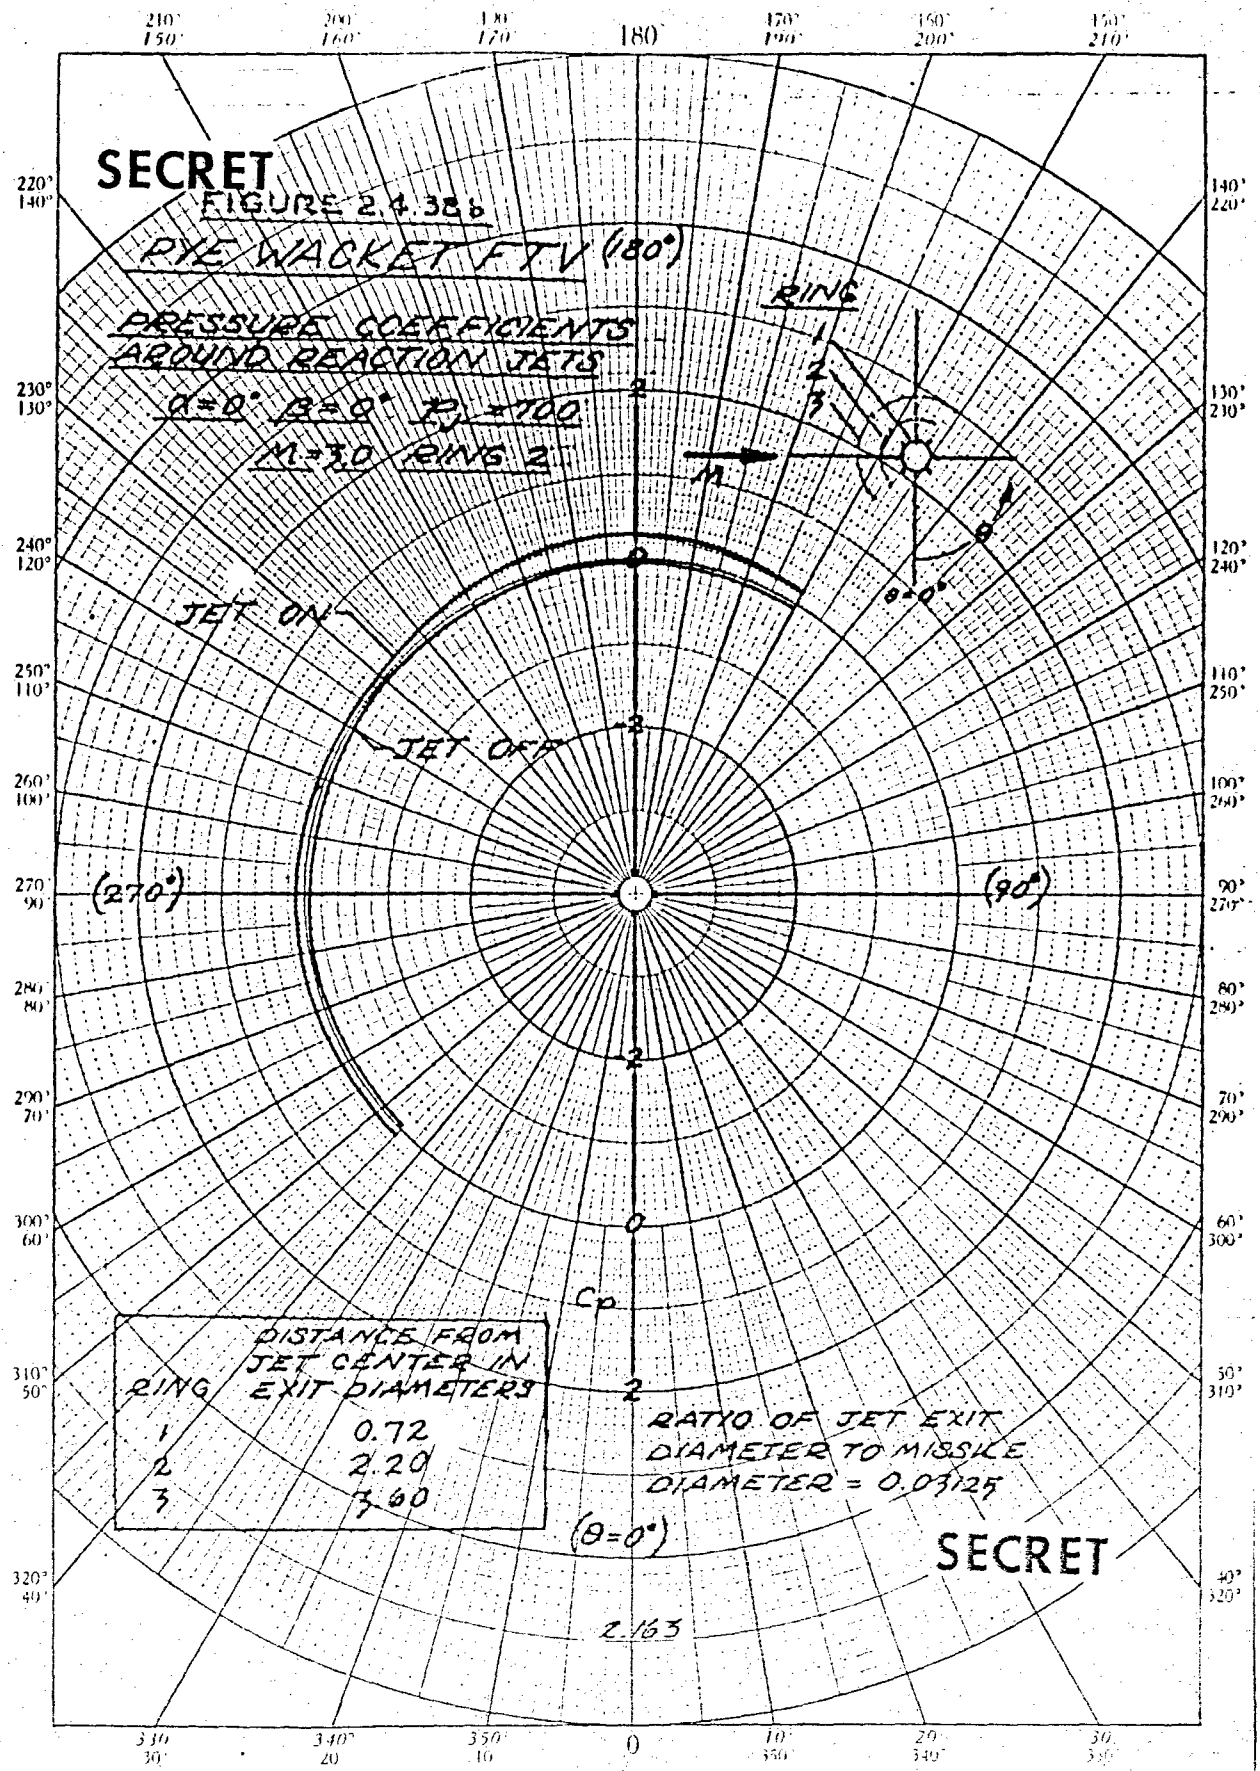 210° 200° 190° 180 170° 160° 150°
150° 160° 170° 190° 200° 210°
SECRET
FIGURE 2.4.38b
PYE WACKET FTV (180°)
PRESSURE COEFFICIENTS
AROUND REACTION JETS
α=0° β=0° Pj=700
M=3.0 RING 2
RING
1
2
3
M
θ
θ=0°
220°
140°
230°
130°
240°
120°
250°
110°
260°
100°
270°
90°
280°
80°
290°
70°
300°
60°
310°
50°
320°
40°
140°
220°
130°
230°
120°
240°
110°
250°
100°
260°
90°
270°
80°
280°
70°
290°
60°
300°
50°
310°
40°
320°
2
0
JET ON
-2
JET OFF
(270°) (90°)
-2
0
Cp
2
DISTANCE FROM
JET CENTER IN
RING EXIT DIAMETERS
1 0.72
2 2.20
3 3.60
RATIO OF JET EXIT
DIAMETER TO MISSILE
DIAMETER = 0.03125
(θ=0°)
SECRET
2.163
330° 340° 350° 0 10° 20° 30°
30° 20° 10 350° 340° 330°